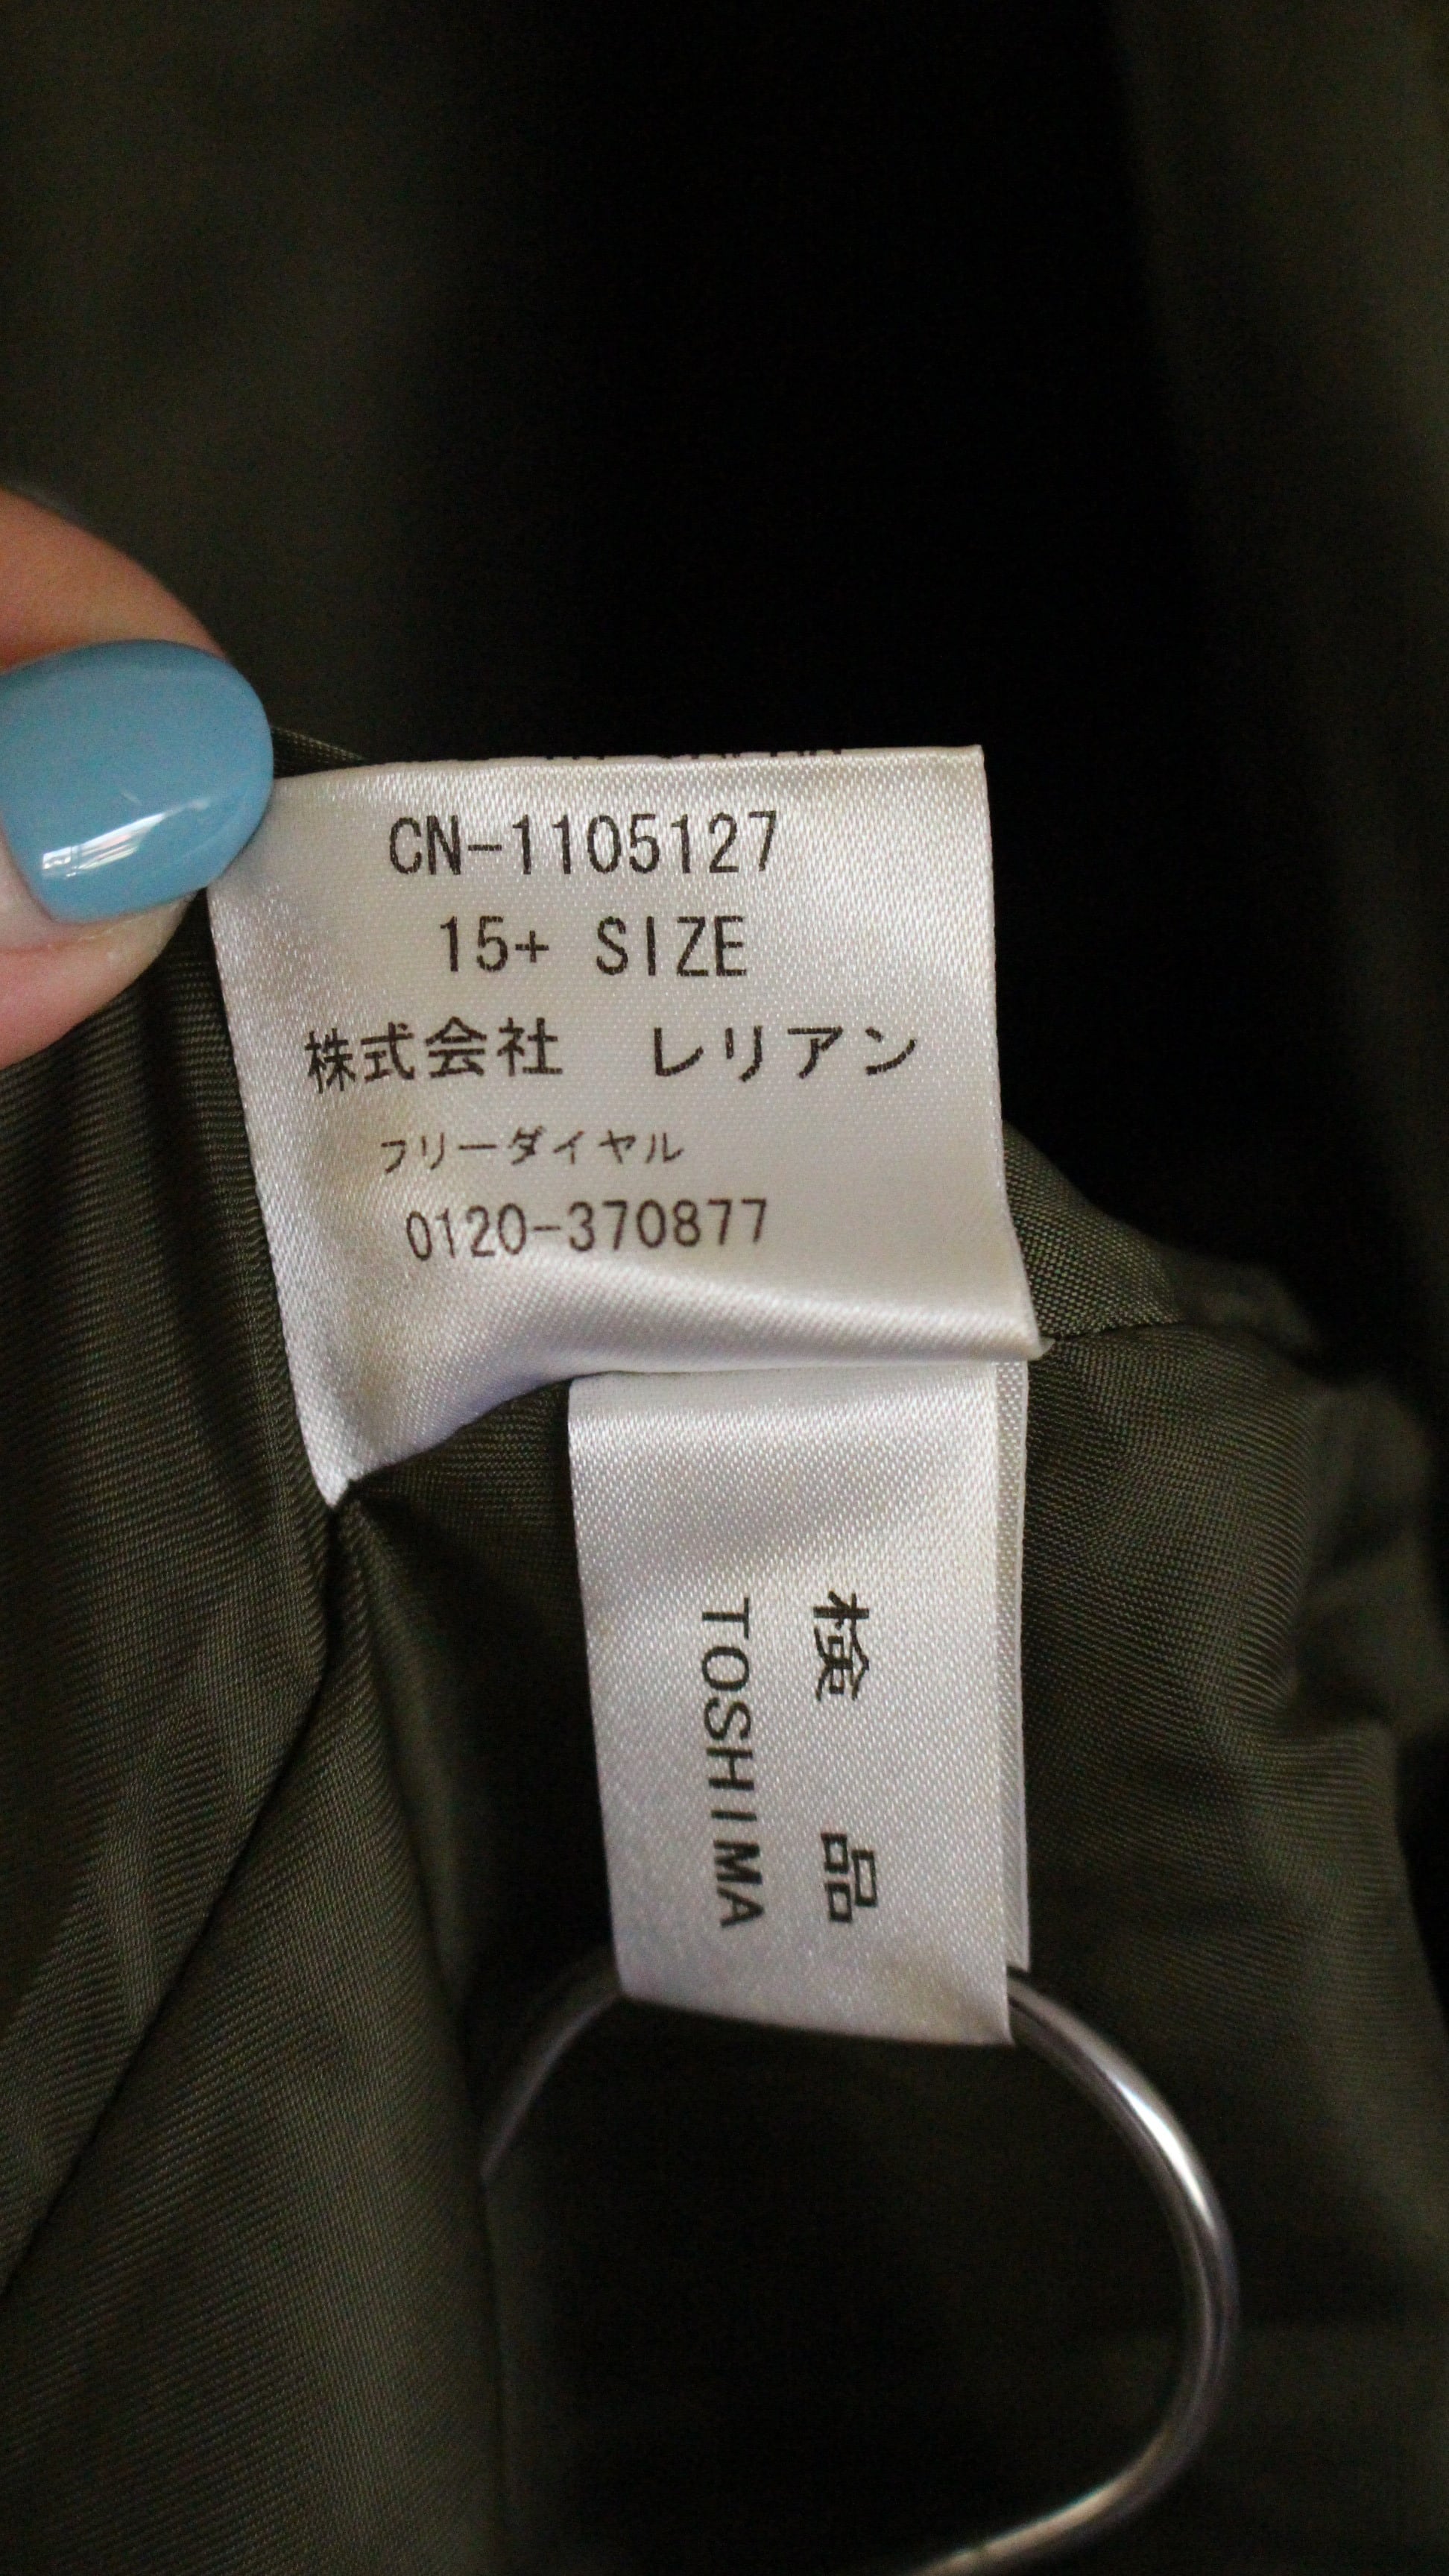 CN-1105127
15+ SIZE
株式会社 レリアン
フリーダイヤル
0120-370877
検 品
TOSHIMA